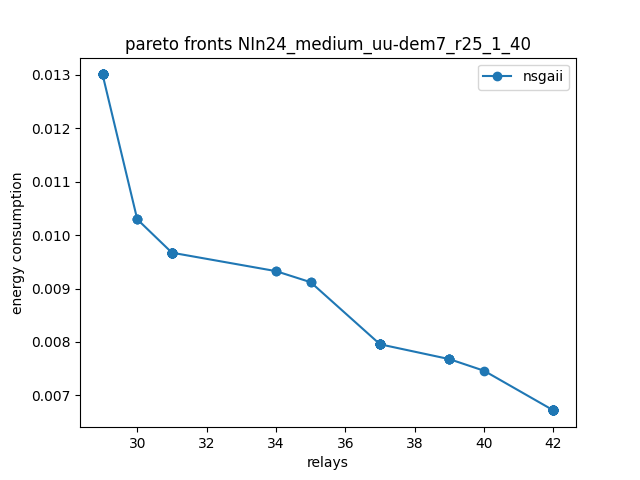 pareto fronts NIn24_medium_uu-dem7_r25_1_40
nsgaii
0.013
0.012
0.011
0.010
0.009
0.008
0.007
energy consumption
30 32 34 36 38 40 42
relays